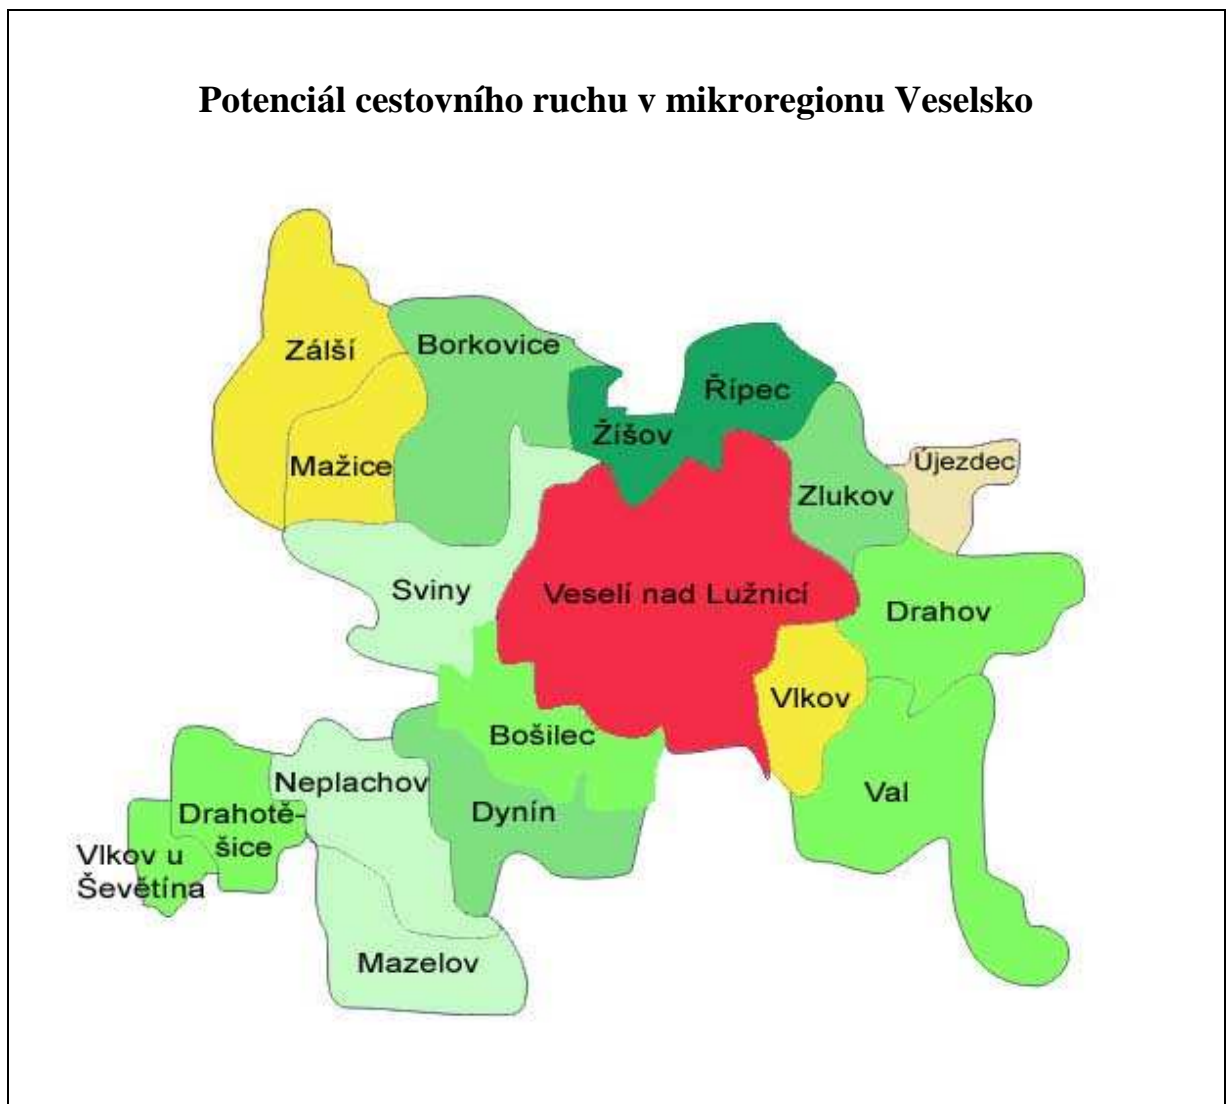 Potenciál cestovního ruchu v mikroregionu Veselsko
Zálší
Borkovice
Řípec
Žíšov
Mažice
Újezdec
Zlukov
Sviny
Veselí nad Lužnicí
Drahov
Vlkov
Bošilec
Neplachov
Val
Dynín
Drahotě-
šice
Vlkov u
Ševětína
Mazelov